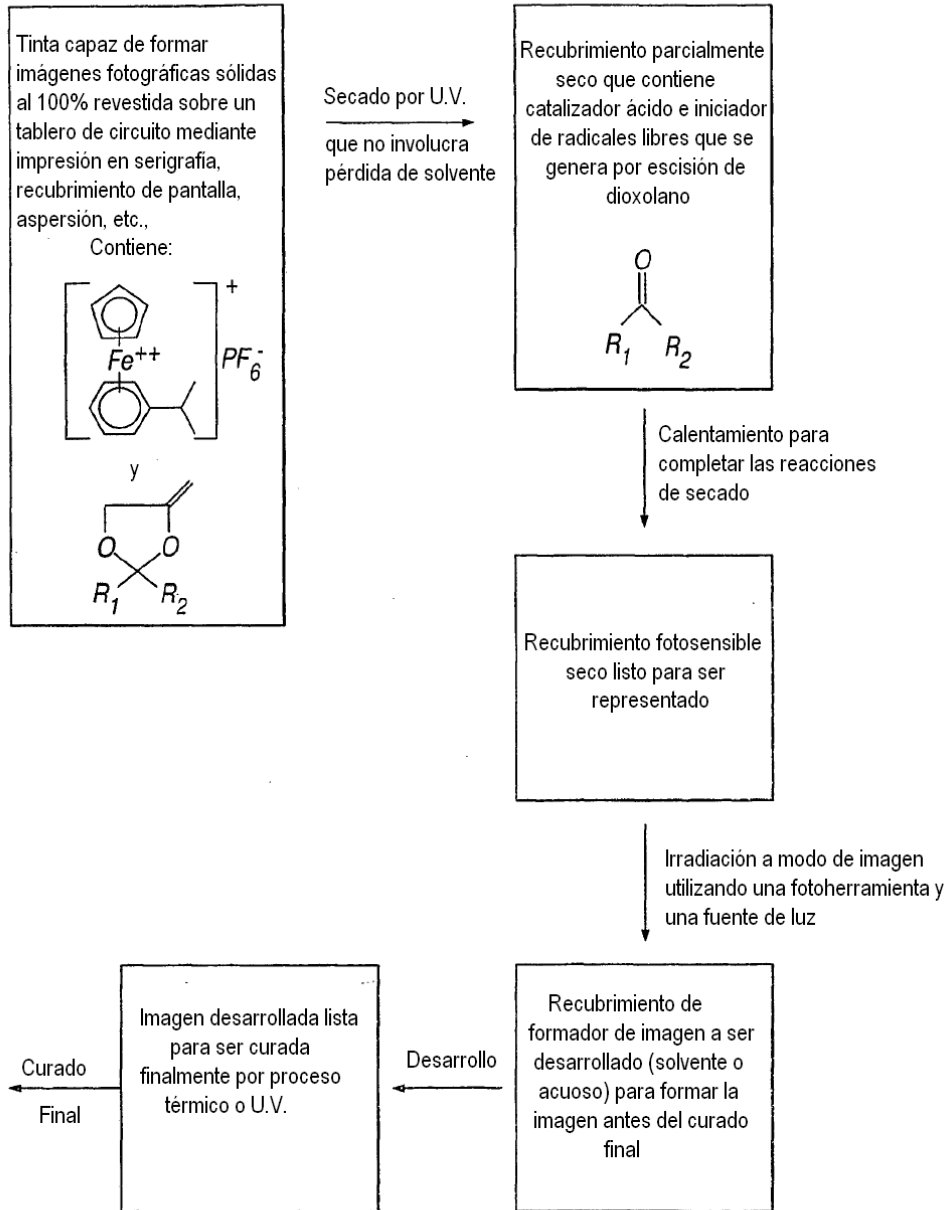 Tinta capaz de formar
imágenes fotográficas sólidas
al 100% revestida sobre un
tablero de circuito mediante
impresión en serigrafía,
recubrimiento de pantalla,
aspersión, etc.,
Contiene:
+
Fe++
PF6-
y
O O
R1 R2
Secado por U.V.
que no involucra
pérdida de solvente
Recubrimiento parcialmente
seco que contiene
catalizador ácido e iniciador
de radicales libres que se
genera por escisión de
dioxolano
O
R1 R2
Calentamiento para
completar las reacciones
de secado
Recubrimiento fotosensible
seco listo para ser
representado
Irradiación a modo de imagen
utilizando una fotoherramienta y
una fuente de luz
Recubrimiento de
formador de imagen a ser
desarrollado (solvente o
acuoso) para formar la
imagen antes del curado
final
Desarrollo
Imagen desarrollada lista
para ser curada
finalmente por proceso
térmico o U.V.
Curado
Final